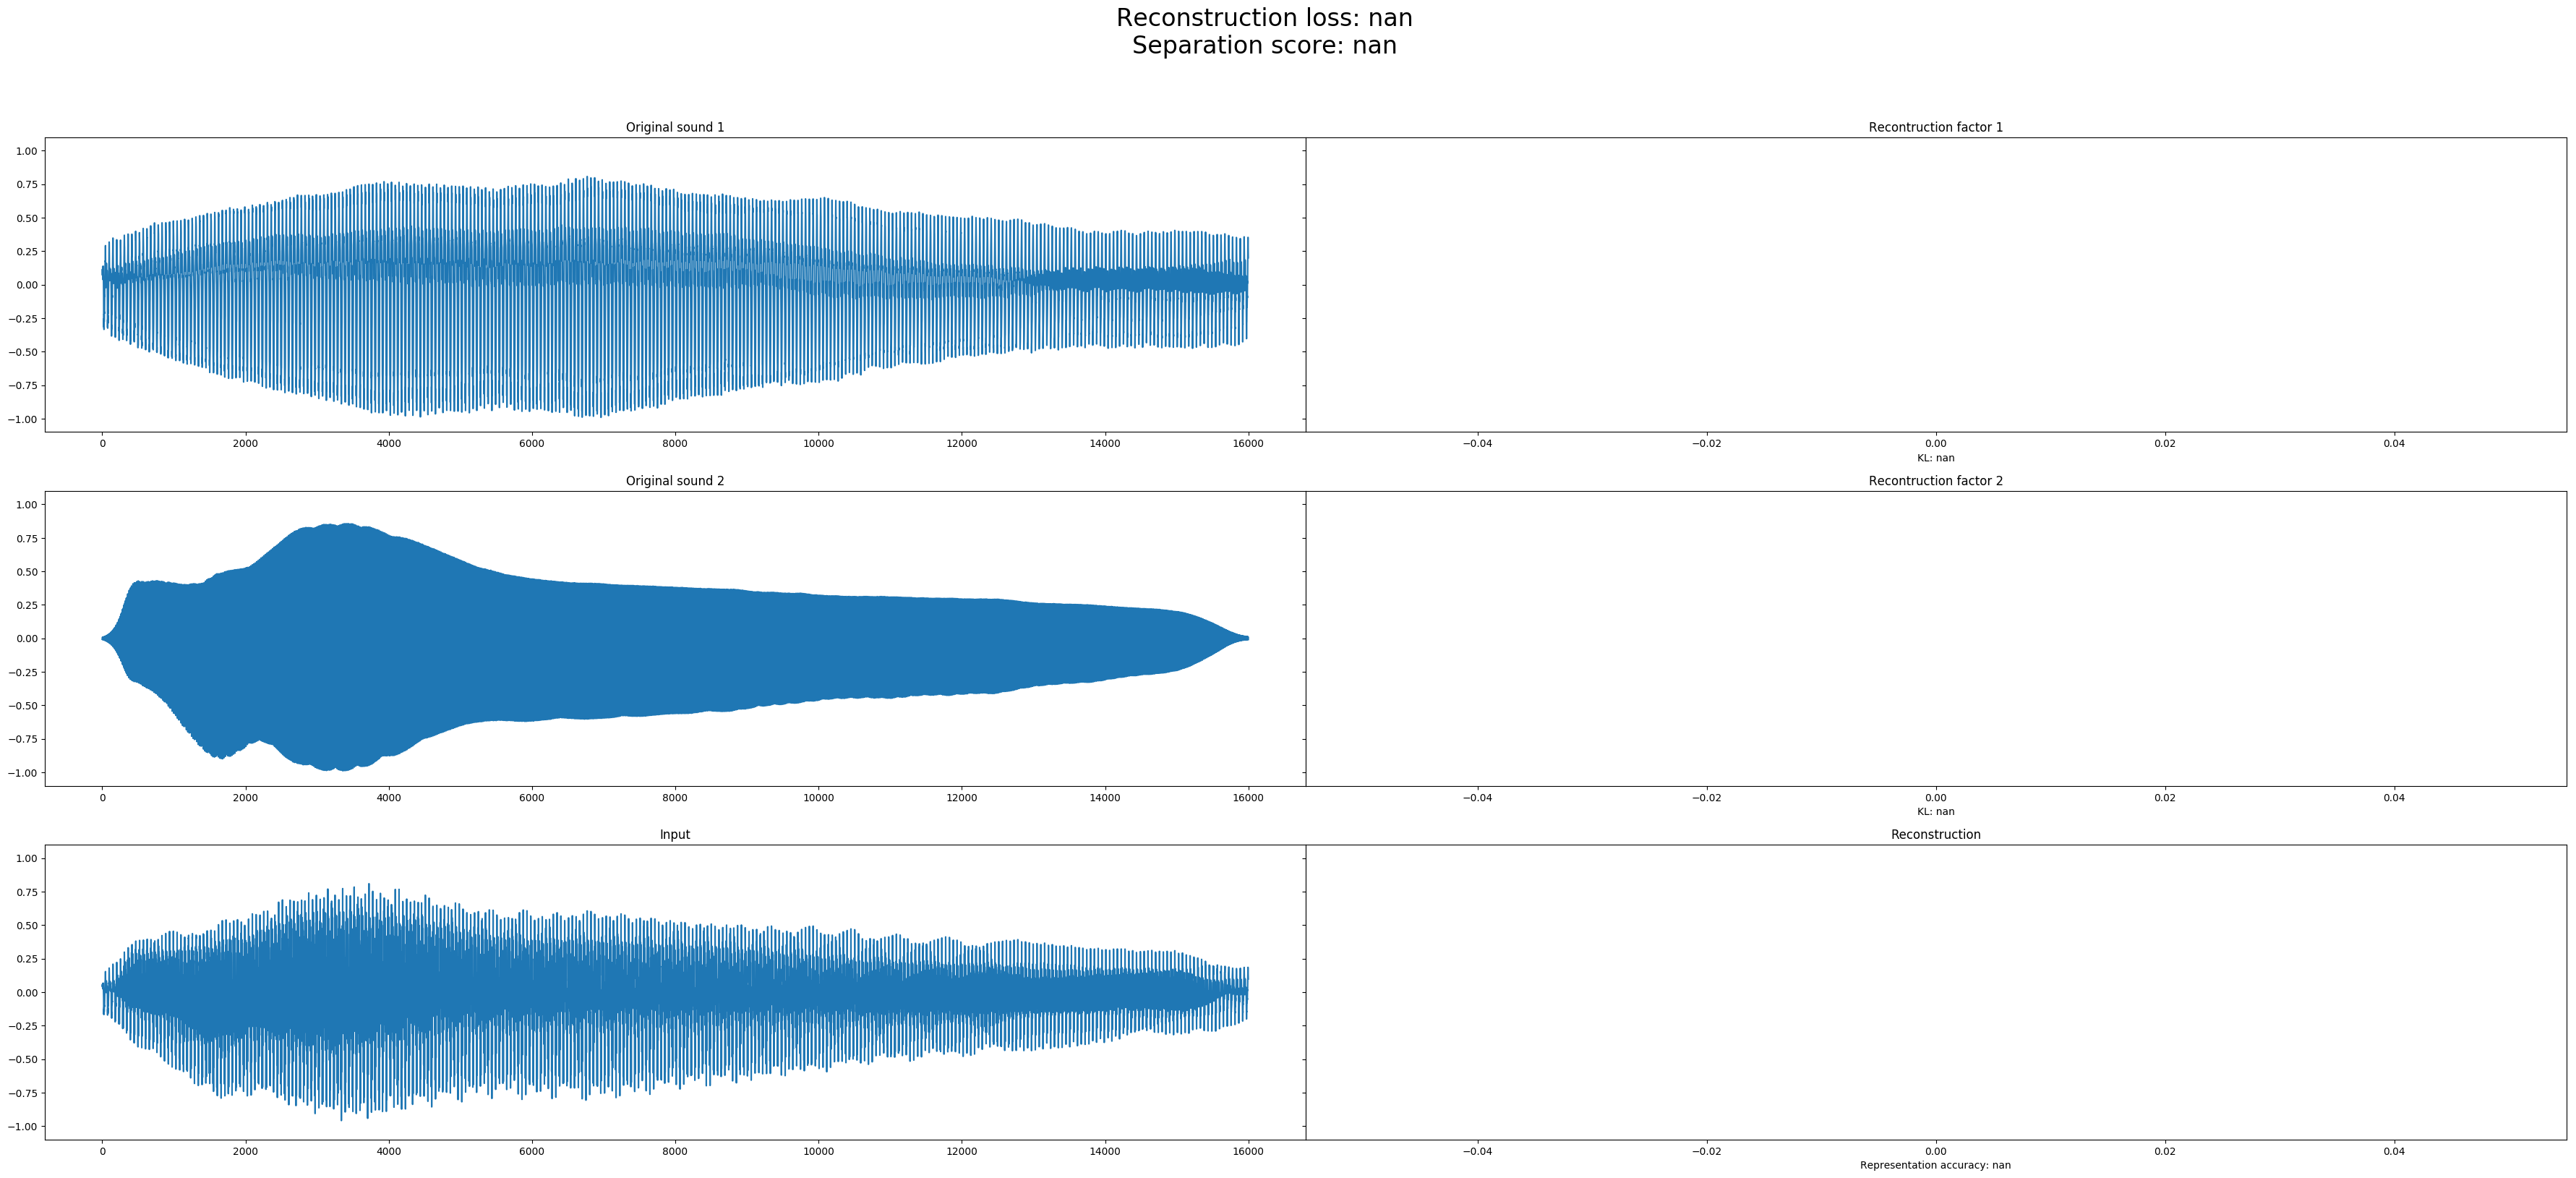 Reconstruction loss: nan
Separation score: nan
Original sound 1
Recontruction factor 1
1.00
0.75
0.50
0.25
0.00
−0.25
−0.50
−0.75
−1.00
0 2000 4000 6000 8000 10000 12000 14000 16000
−0.04 −0.02 0.00 0.02 0.04
KL: nan
Original sound 2
Recontruction factor 2
1.00
0.75
0.50
0.25
0.00
−0.25
−0.50
−0.75
−1.00
0 2000 4000 6000 8000 10000 12000 14000 16000
−0.04 −0.02 0.00 0.02 0.04
KL: nan
Input
Reconstruction
1.00
0.75
0.50
0.25
0.00
−0.25
−0.50
−0.75
−1.00
0 2000 4000 6000 8000 10000 12000 14000 16000
−0.04 −0.02 0.00 0.02 0.04
Representation accuracy: nan